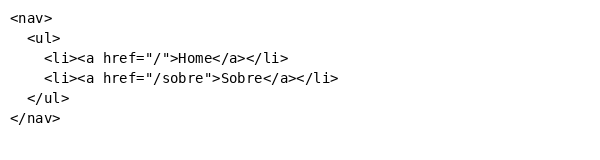 <nav>
  <ul>
    <li><a href="/">Home</a></li>
    <li><a href="/sobre">Sobre</a></li>
  </ul>
</nav>